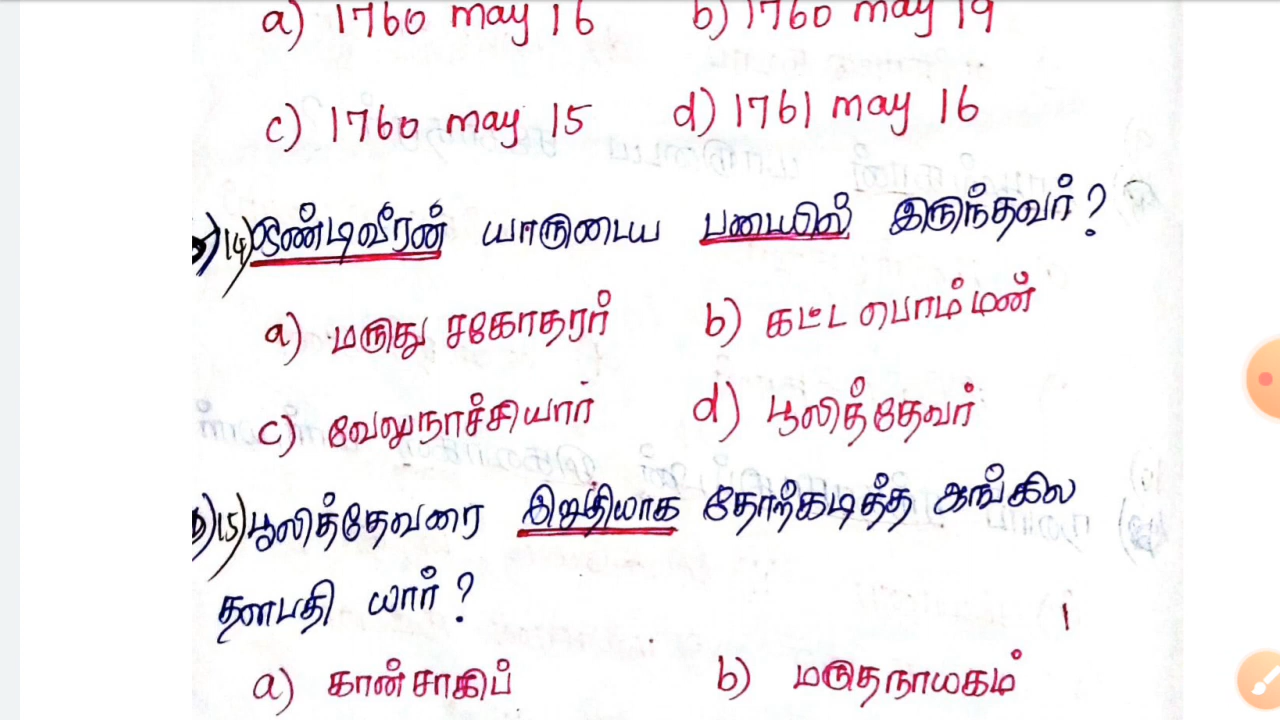 a) 1760 may 16 b) 1760 may 19
c) 1760 may 15 d) 1761 may 16
14) ஒண்டிவீரன் யாருடைய படையில் இருந்தவர்?
a) மருது சகோதரர் b) கட்டபொம்மன்
c) வேலுநாச்சியார் d) பூலித்தேவர்
15) பூலித்தேவரை இறுதியாக தோற்கடித்த ஆங்கில
தளபதி யார்?
a) கான்சாகிப் b) மருதநாயகம்